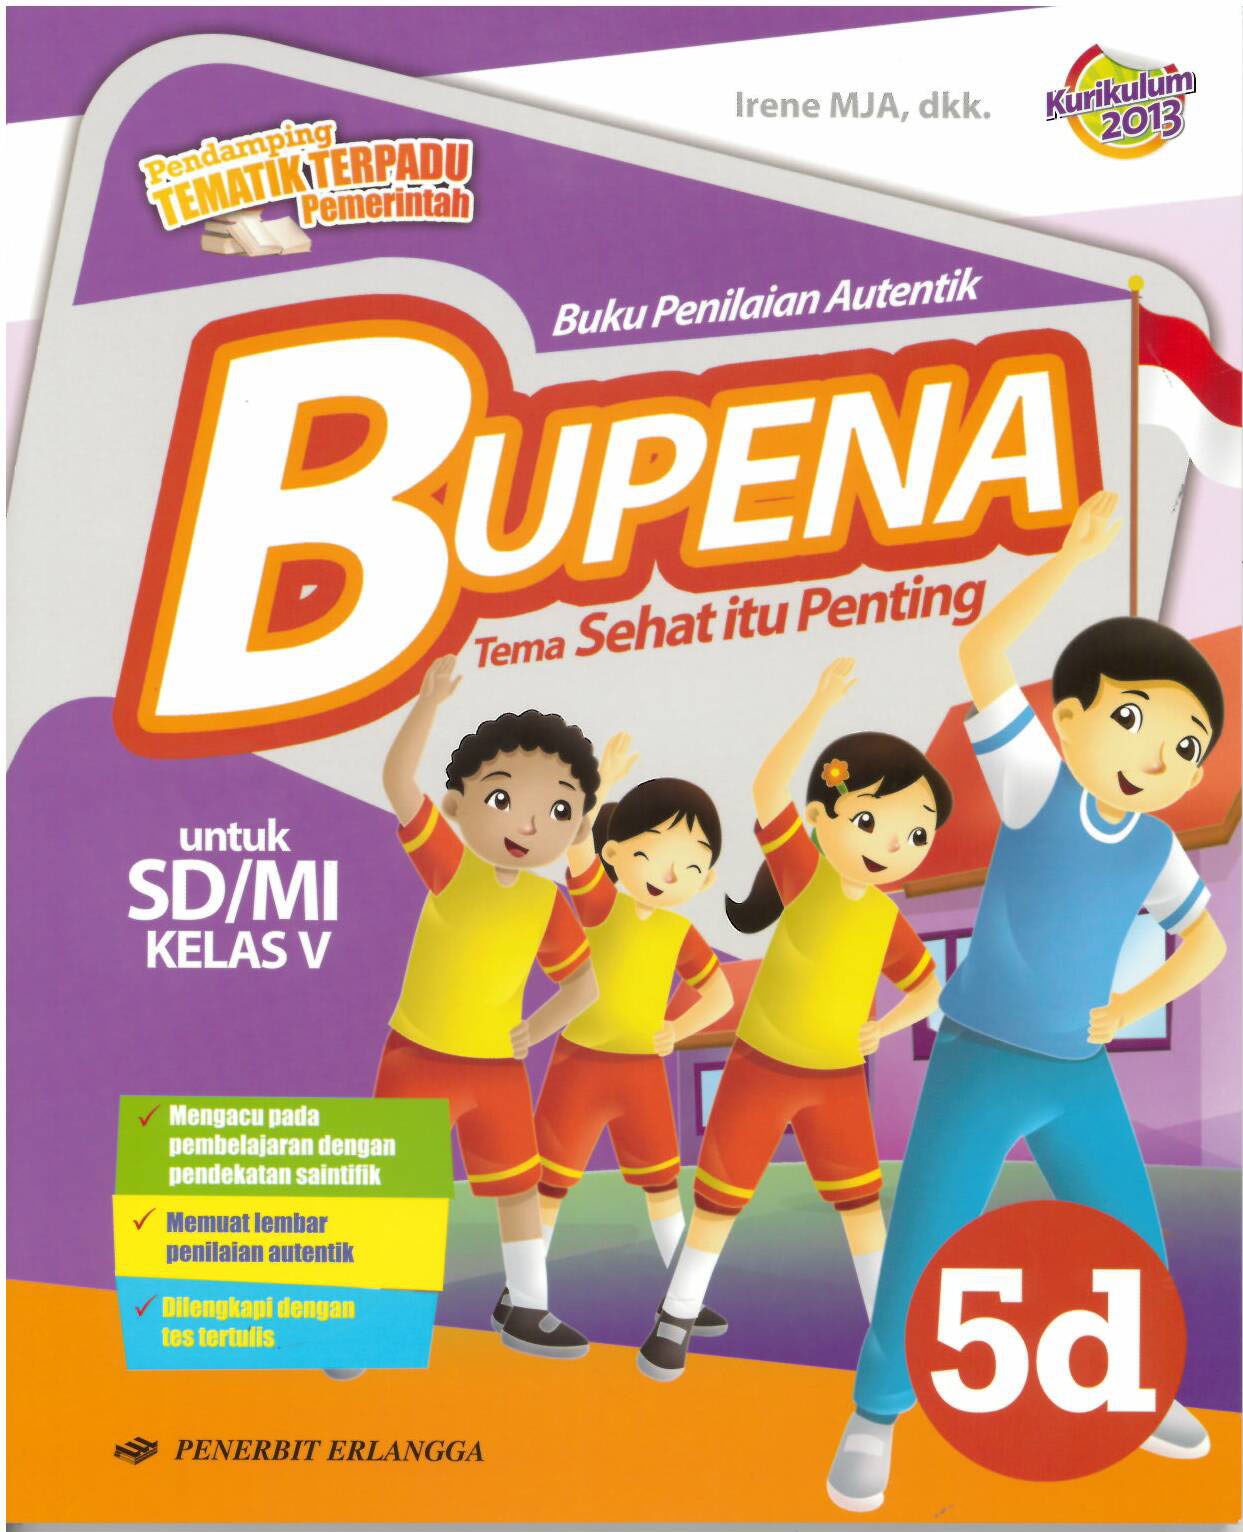 Irene MJA, dkk.
Kurikulum
2013
Pendamping
TEMATIK TERPADU
Pemerintah
Buku Penilaian Autentik
BUPENA
Tema Sehat itu Penting
untuk
SD/MI
KELAS V
Mengacu pada
pembelajaran dengan
pendekatan saintifik
Memuat lembar
penilaian autentik
Dilengkapi dengan
tes tertulis
5d
PENERBIT ERLANGGA